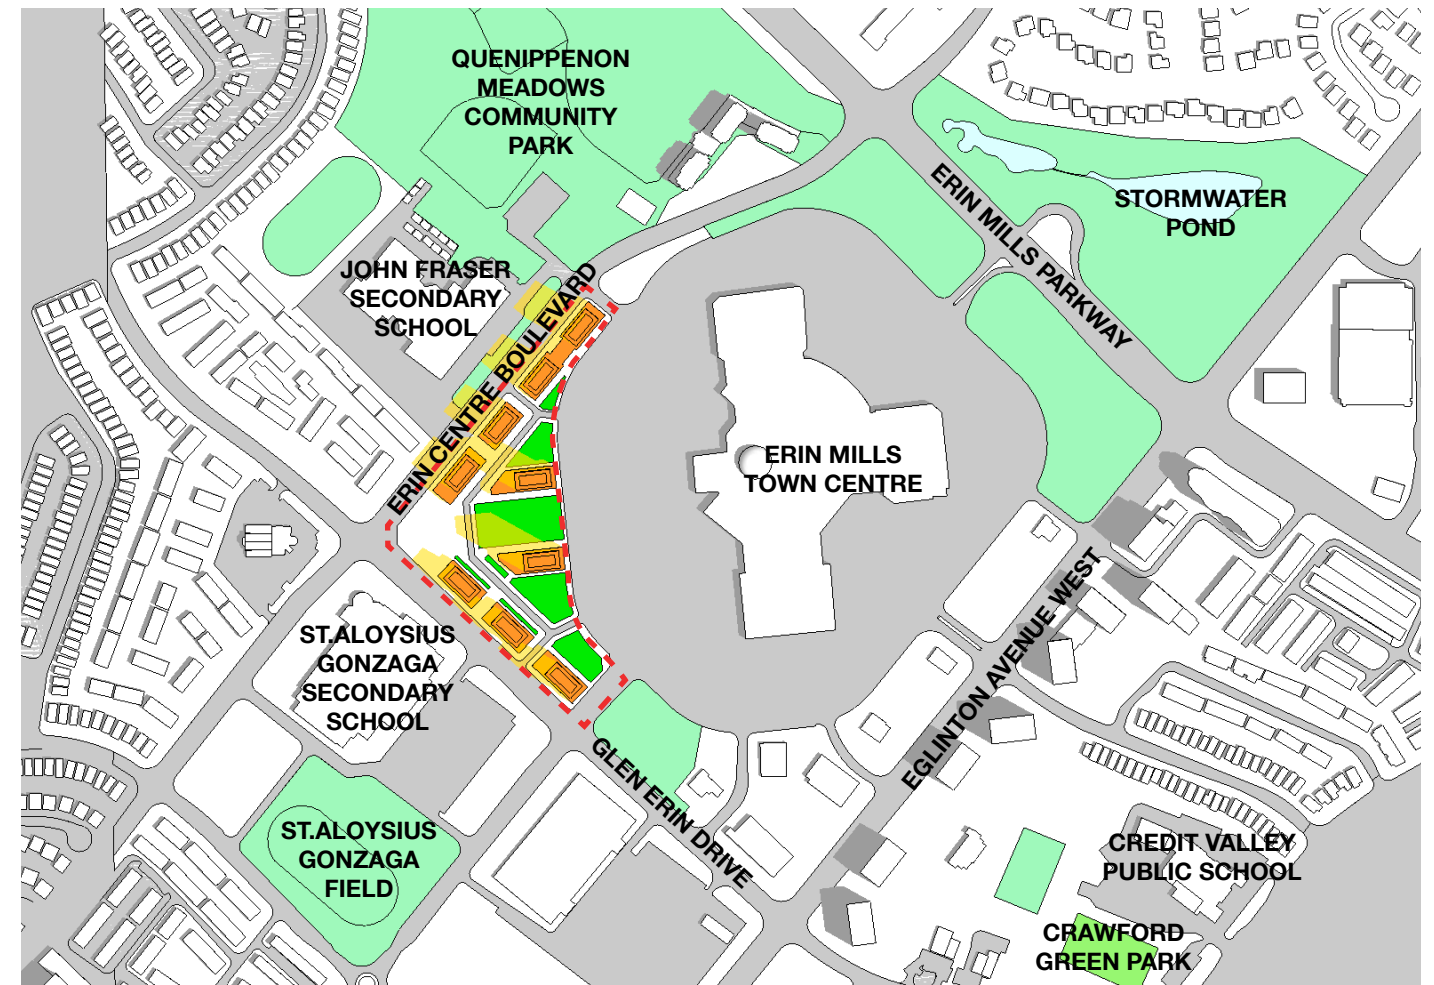 QUENIPPENON
MEADOWS
COMMUNITY
PARK
ERIN MILLS PARKWAY
STORMWATER
POND
JOHN FRASER
SECONDARY
SCHOOL
ERIN CENTRE BOULEVARD
ERIN MILLS
TOWN CENTRE
EGLINTON AVENUE WEST
ST.ALOYSIUS
GONZAGA
SECONDARY
SCHOOL
GLEN ERIN DRIVE
ST.ALOYSIUS
GONZAGA
FIELD
CREDIT VALLEY
PUBLIC SCHOOL
CRAWFORD
GREEN PARK